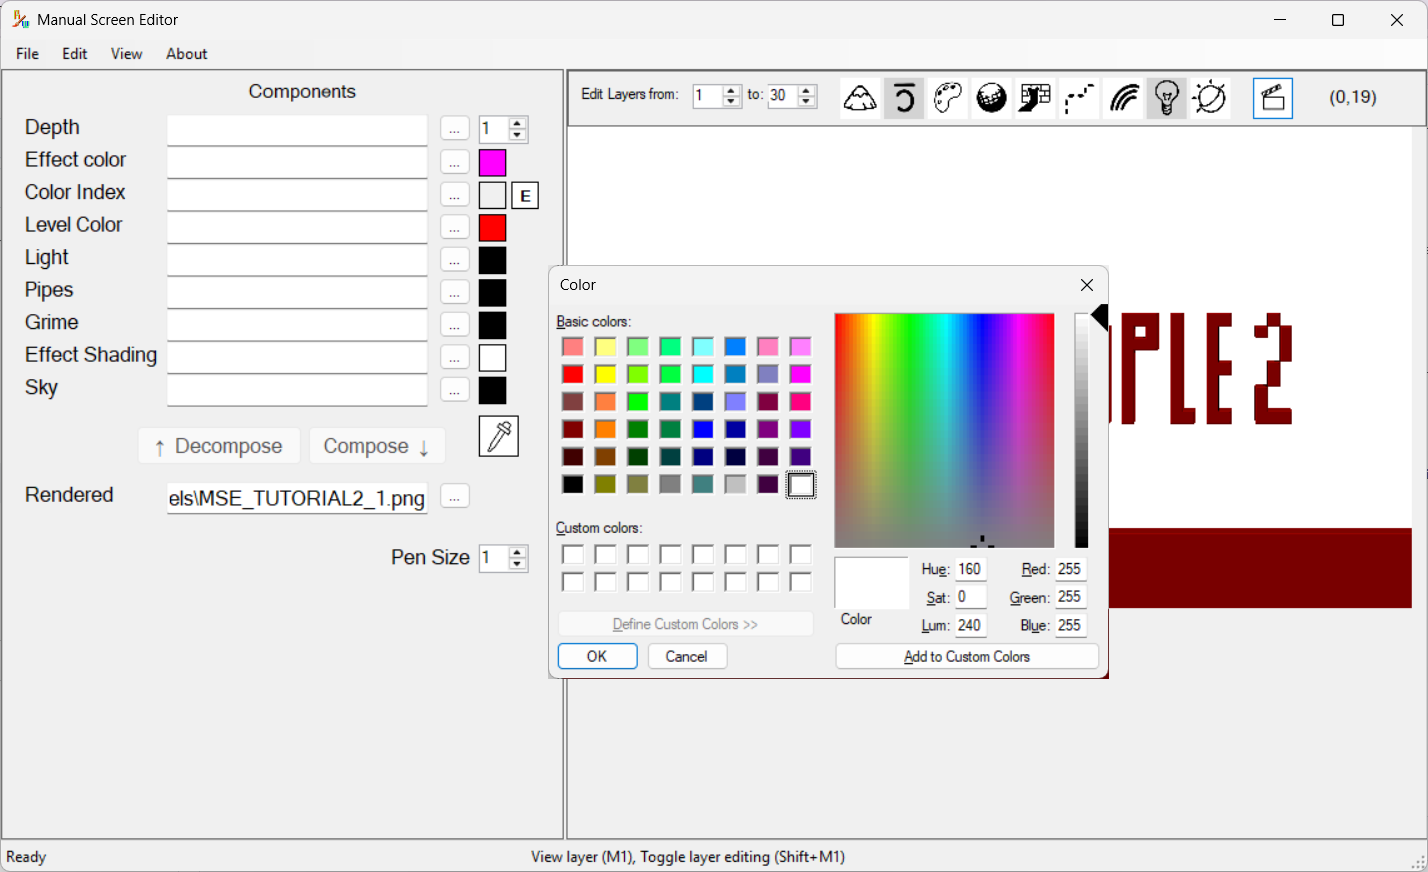 Manual Screen Editor
File Edit View About
Components
Edit Layers from: 1 to: 30
(0,19)
Depth ... 1
Effect color ...
Color Index ... E
Level Color ...
Light ...
Pipes ...
Grime ...
Effect Shading ...
Sky ...
↑ Decompose Compose ↓
Rendered els\MSE_TUTORIAL2_1.png ...
Pen Size 1
PLE 2
Color
Basic colors:
Custom colors:
Define Custom Colors >>
OK Cancel
Color
Hue: 160 Red: 255
Sat: 0 Green: 255
Lum: 240 Blue: 255
Add to Custom Colors
Ready View layer (M1), Toggle layer editing (Shift+M1)